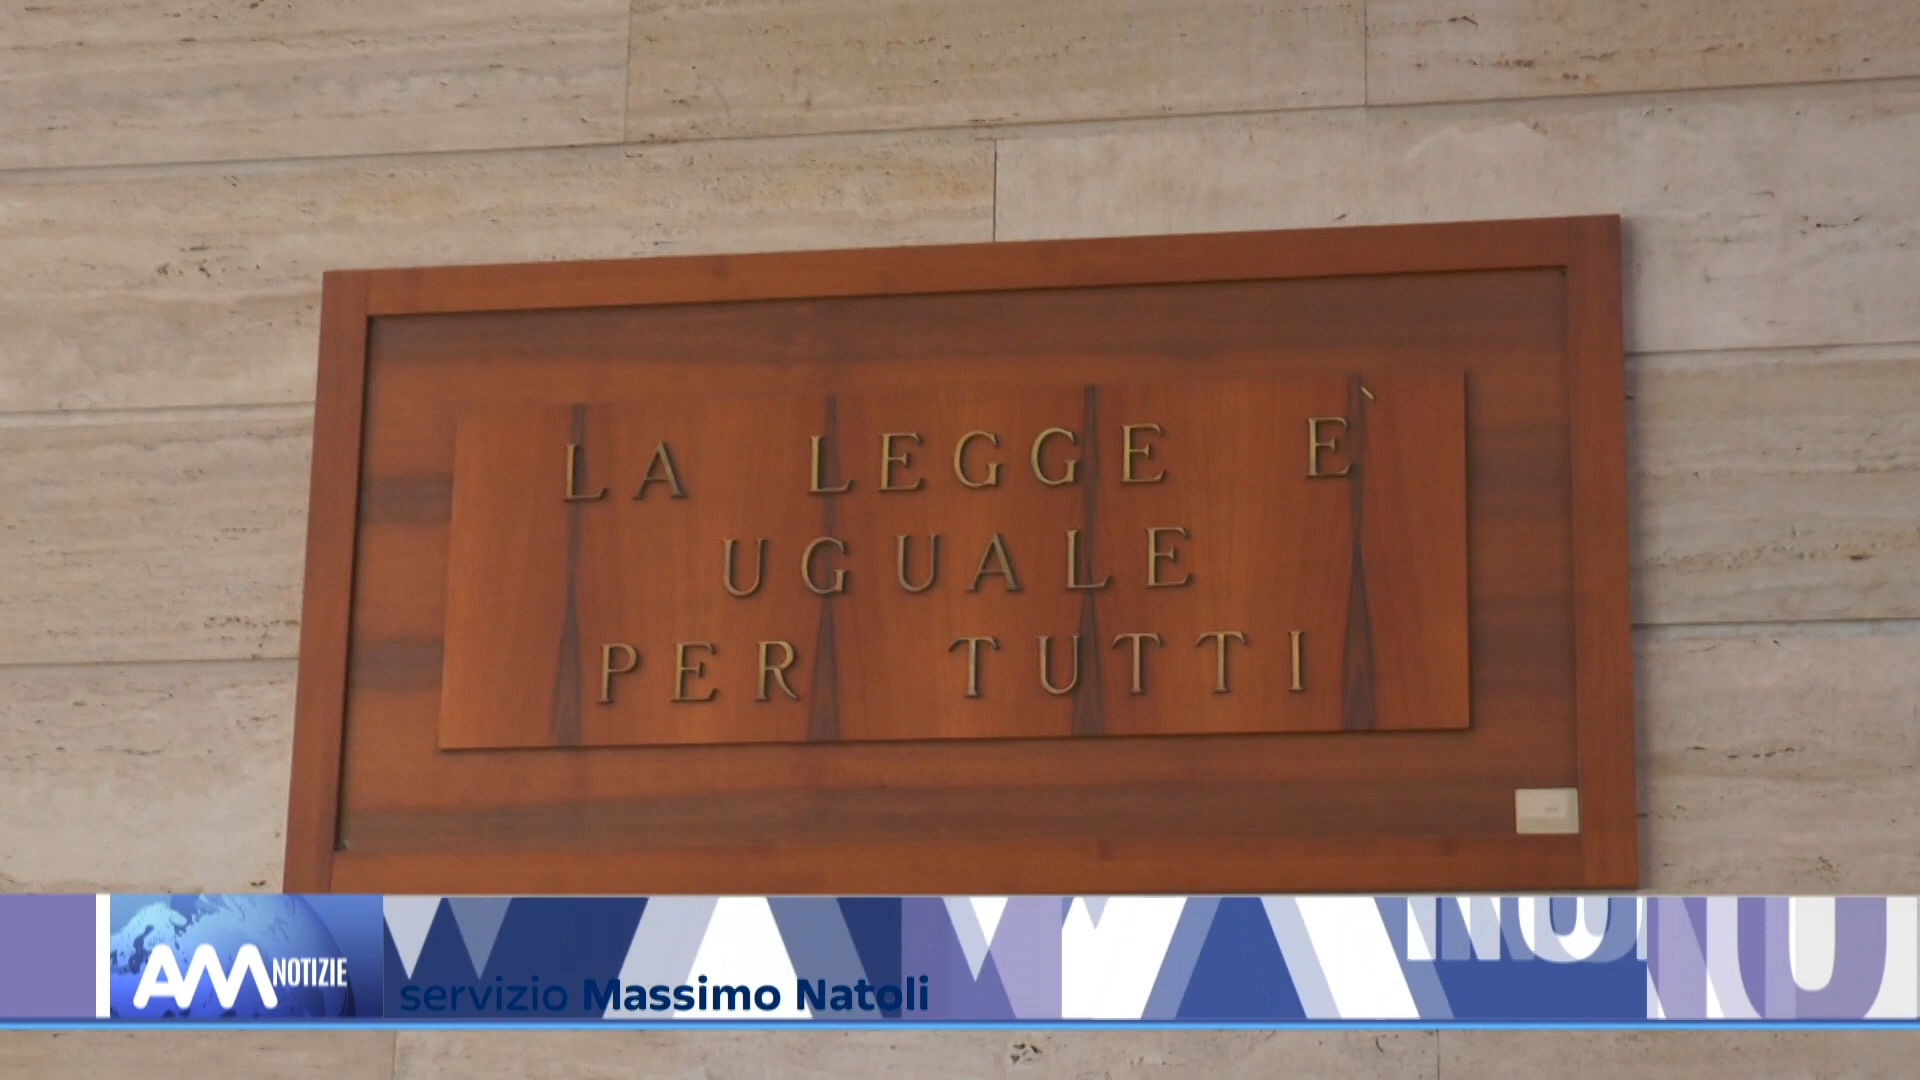 LA LEGGE E`
UGUALE
PER TUTTI
AM NOTIZIE
servizio Massimo Natoli